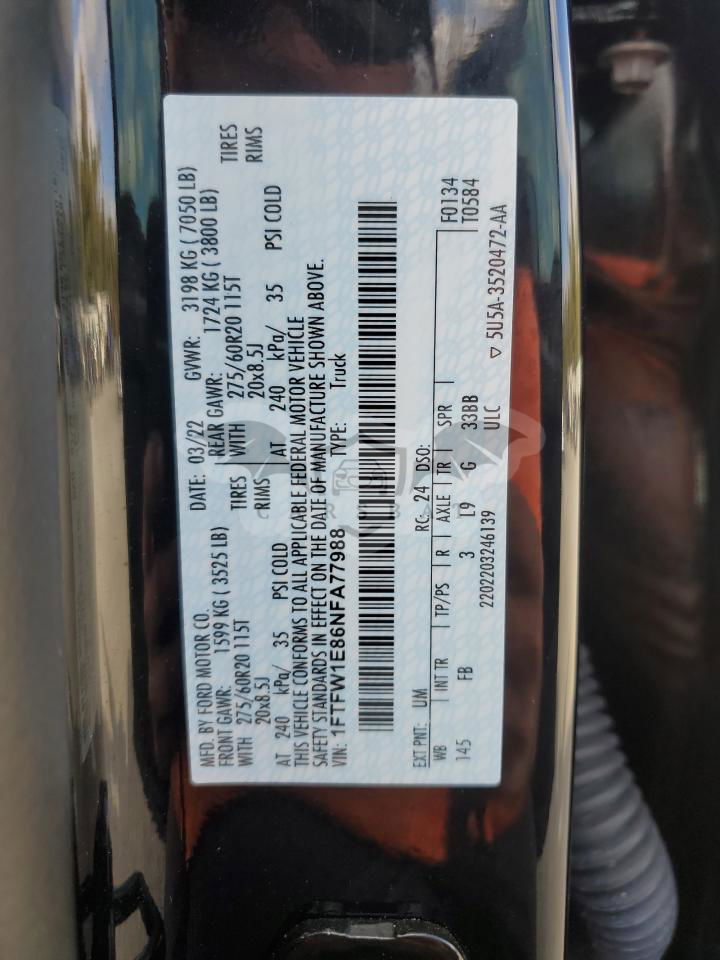 MFD. BY FORD MOTOR CO. DATE: 03/22 GVWR: 3198 KG ( 7050 LB)
FRONT GAWR: 1599 KG ( 3525 LB) REAR GAWR: 1724 KG ( 3800 LB)
WITH 275/60R20 115T TIRES WITH 275/60R20 115T TIRES
20x8.5J RIMS 20x8.5J RIMS
AT 240 kPa/ 35 PSI COLD AT 240 kPa/ 35 PSI COLD
THIS VEHICLE CONFORMS TO ALL APPLICABLE FEDERAL MOTOR VEHICLE
SAFETY STANDARDS IN EFFECT ON THE DATE OF MANUFACTURE SHOWN ABOVE.
VIN: 1FTFW1E86NFA77988 TYPE: Truck
EXT PNT: UM RC: 24 DSO: F0134
WB INT TR TP/PS R AXLE TR SPR T0584
145 FB 3 L9 G 33BB
2202203246139 ULC ▽ 5U5A-3520472-AA